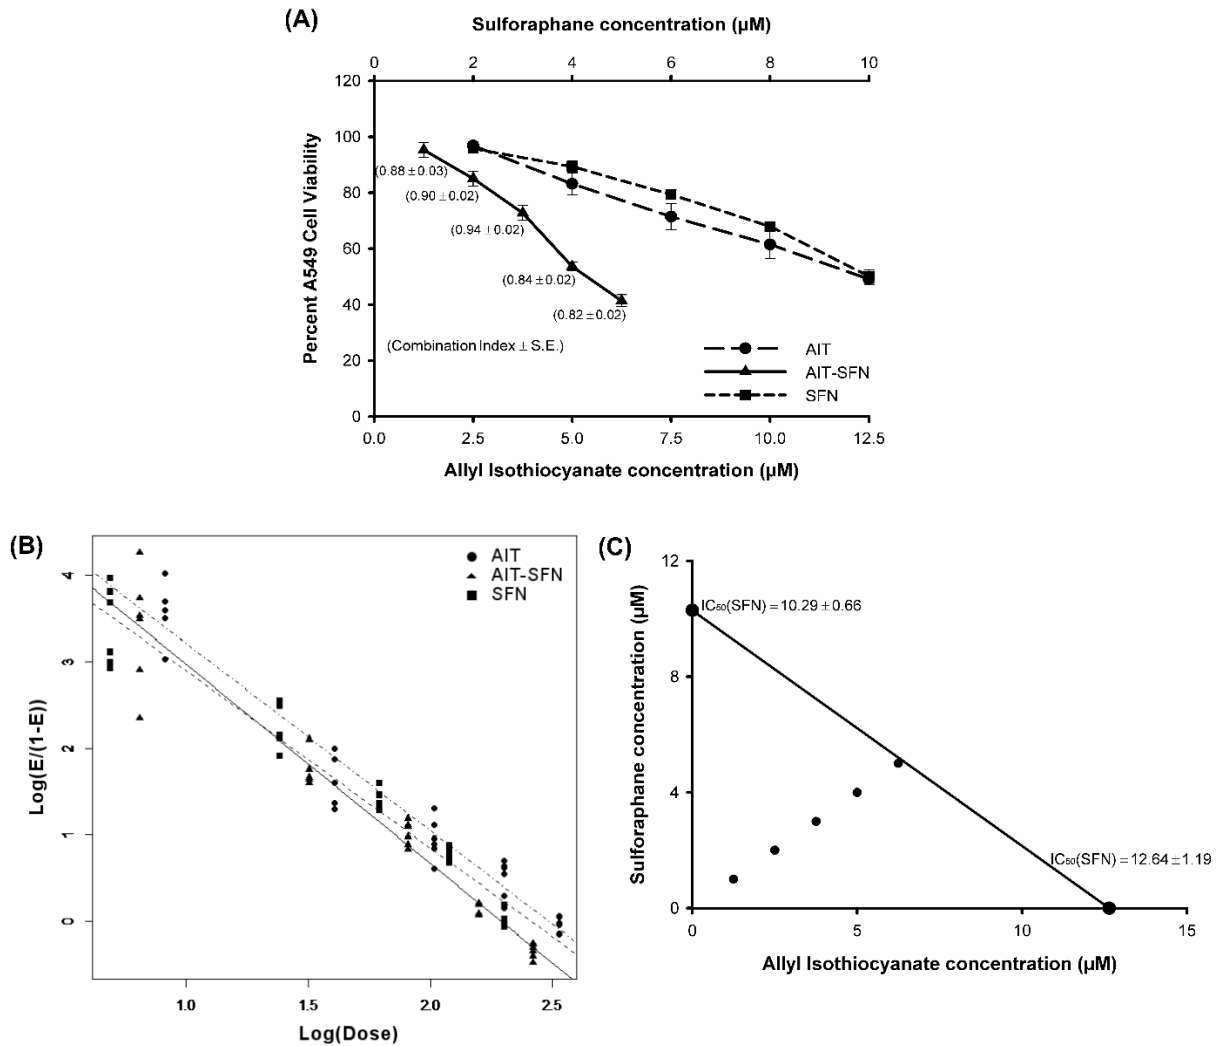 (A)
Sulforaphane concentration (µM)
0 2 4 6 8 10
120
100
80
60
40
20
0
Percent A549 Cell Viability
(0.88 ± 0.03)
(0.90 ± 0.02)
(0.94 ± 0.02)
(0.84 ± 0.02)
(0.82 ± 0.02)
(Combination Index ± S.E.)
AIT
AIT-SFN
SFN
0.0 2.5 5.0 7.5 10.0 12.5
Allyl Isothiocyanate concentration (µM)
(B)
AIT
AIT-SFN
SFN
4
3
2
1
0
Log(E/(1-E))
1.0 1.5 2.0 2.5
Log(Dose)
(C)
12
8
4
0
Sulforaphane concentration (µM)
IC50(SFN) = 10.29 ± 0.66
IC50(SFN) = 12.64 ± 1.19
0 5 10 15
Allyl Isothiocyanate concentration (µM)